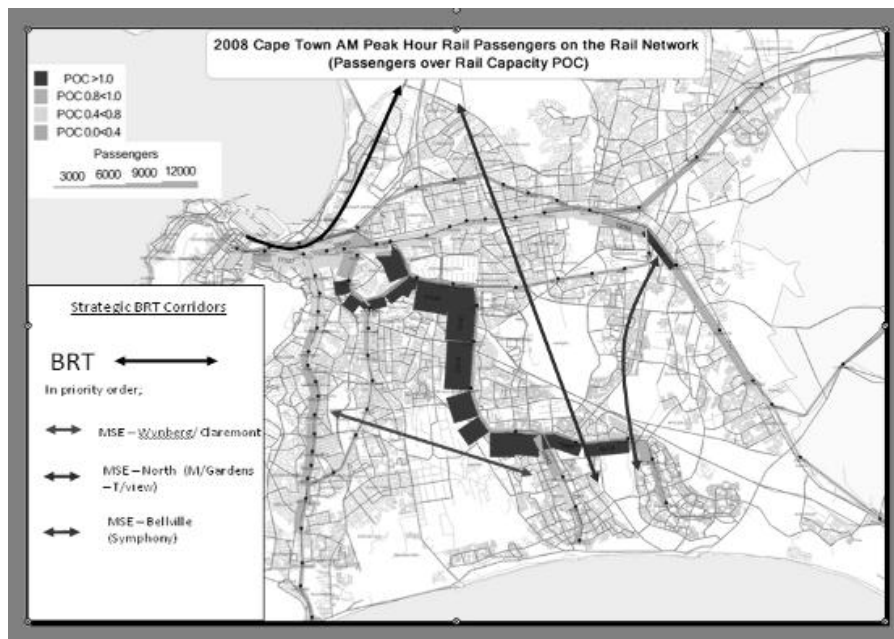 2008 Cape Town AM Peak Hour Rail Passengers on the Rail Network
(Passengers over Rail Capacity POC)
POC >1.0
POC 0.8<1.0
POC 0.4<0.8
POC 0.0<0.4
Passengers
3000 6000 9000 12000
Strategic BRT Corridors
BRT
In priority order;
MSE – Wynberg/ Claremont
MSE – North (M/Gardens
– T/view)
MSE – Bellville
(Symphony)